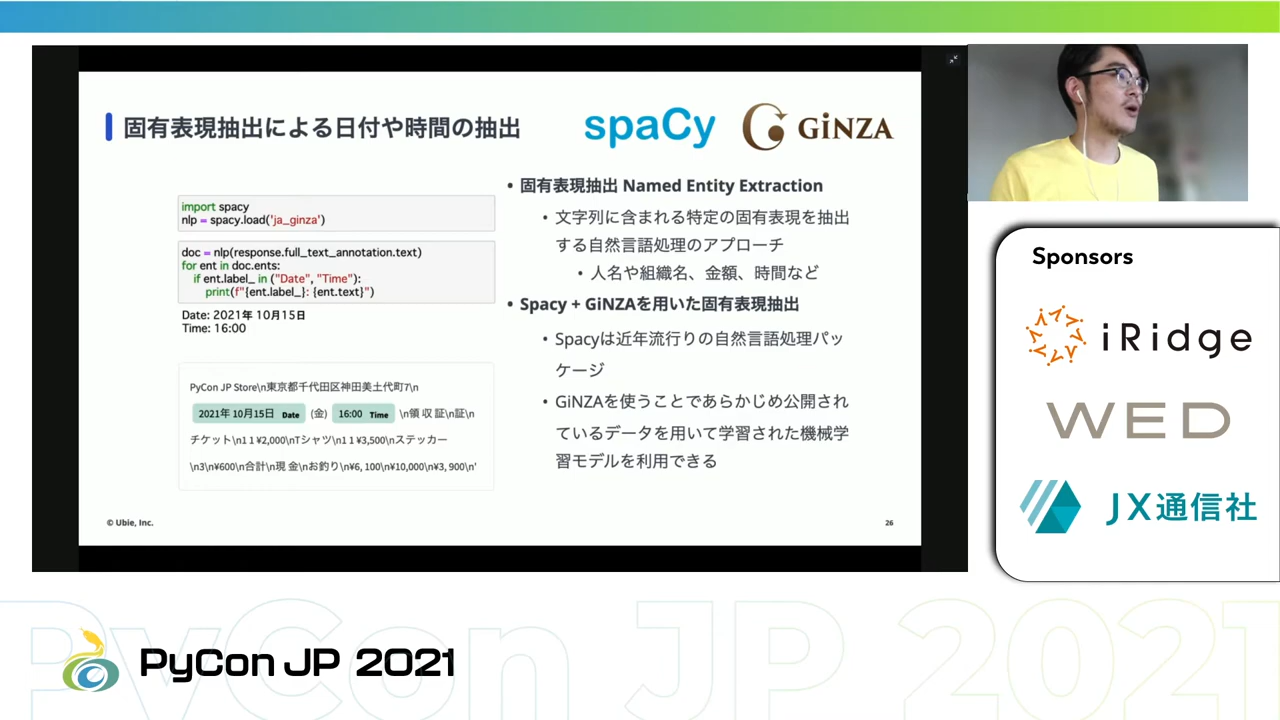 固有表現抽出による日付や時間の抽出
spaCy
GiNZA
import spacy
nlp = spacy.load('ja_ginza')
doc = nlp(response.full_text_annotation.text)
for ent in doc.ents:
if ent.label_ in ("Date", "Time"):
print(f"{ent.label_}: {ent.text}")
Date: 2021年 10月15日
Time: 16:00
PyCon JP Store\n東京都千代田区神田美土代町7\n
2021年 10月15日 Date (金) 16:00 Time \n領 収 証\n証\n
チケット\n1 1 ¥2,000\nTシャツ\n1 1 ¥3,500\nステッカー
\n3\n¥600\n合計\n現 金\nお釣り\n¥6, 100\n¥10,000\n¥3, 900\n'
• 固有表現抽出 Named Entity Extraction
• 文字列に含まれる特定の固有表現を抽出
する自然言語処理のアプローチ
• 人名や組織名、金額、時間など
• Spacy + GiNZAを用いた固有表現抽出
• Spacyは近年流行りの自然言語処理パッ
ケージ
• GiNZAを使うことであらかじめ公開され
ているデータを用いて学習された機械学
習モデルを利用できる
© Ubie, Inc.
26
Sponsors
iRidge
WED
JX通信社
PyCon JP 2021
PyCon JP 2021